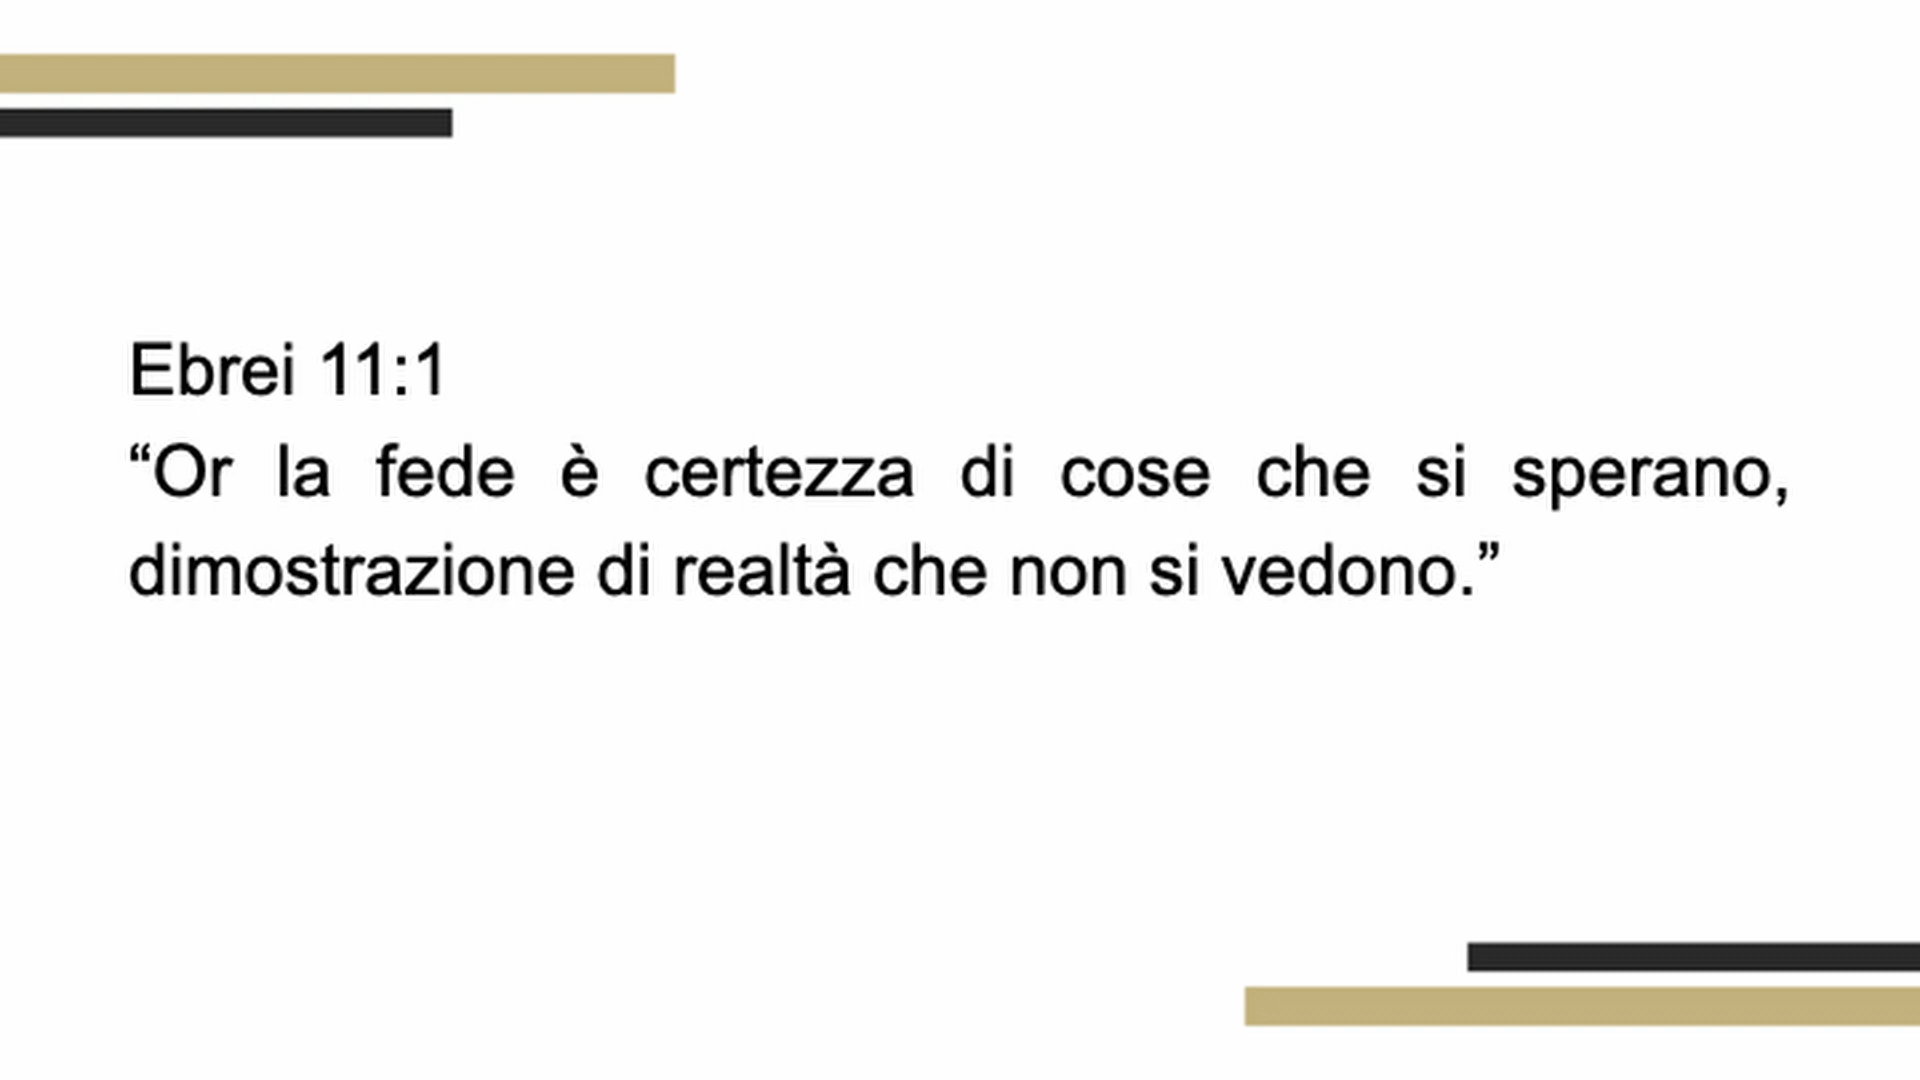 Ebrei 11:1
“Or la fede è certezza di cose che si sperano,
dimostrazione di realtà che non si vedono.”